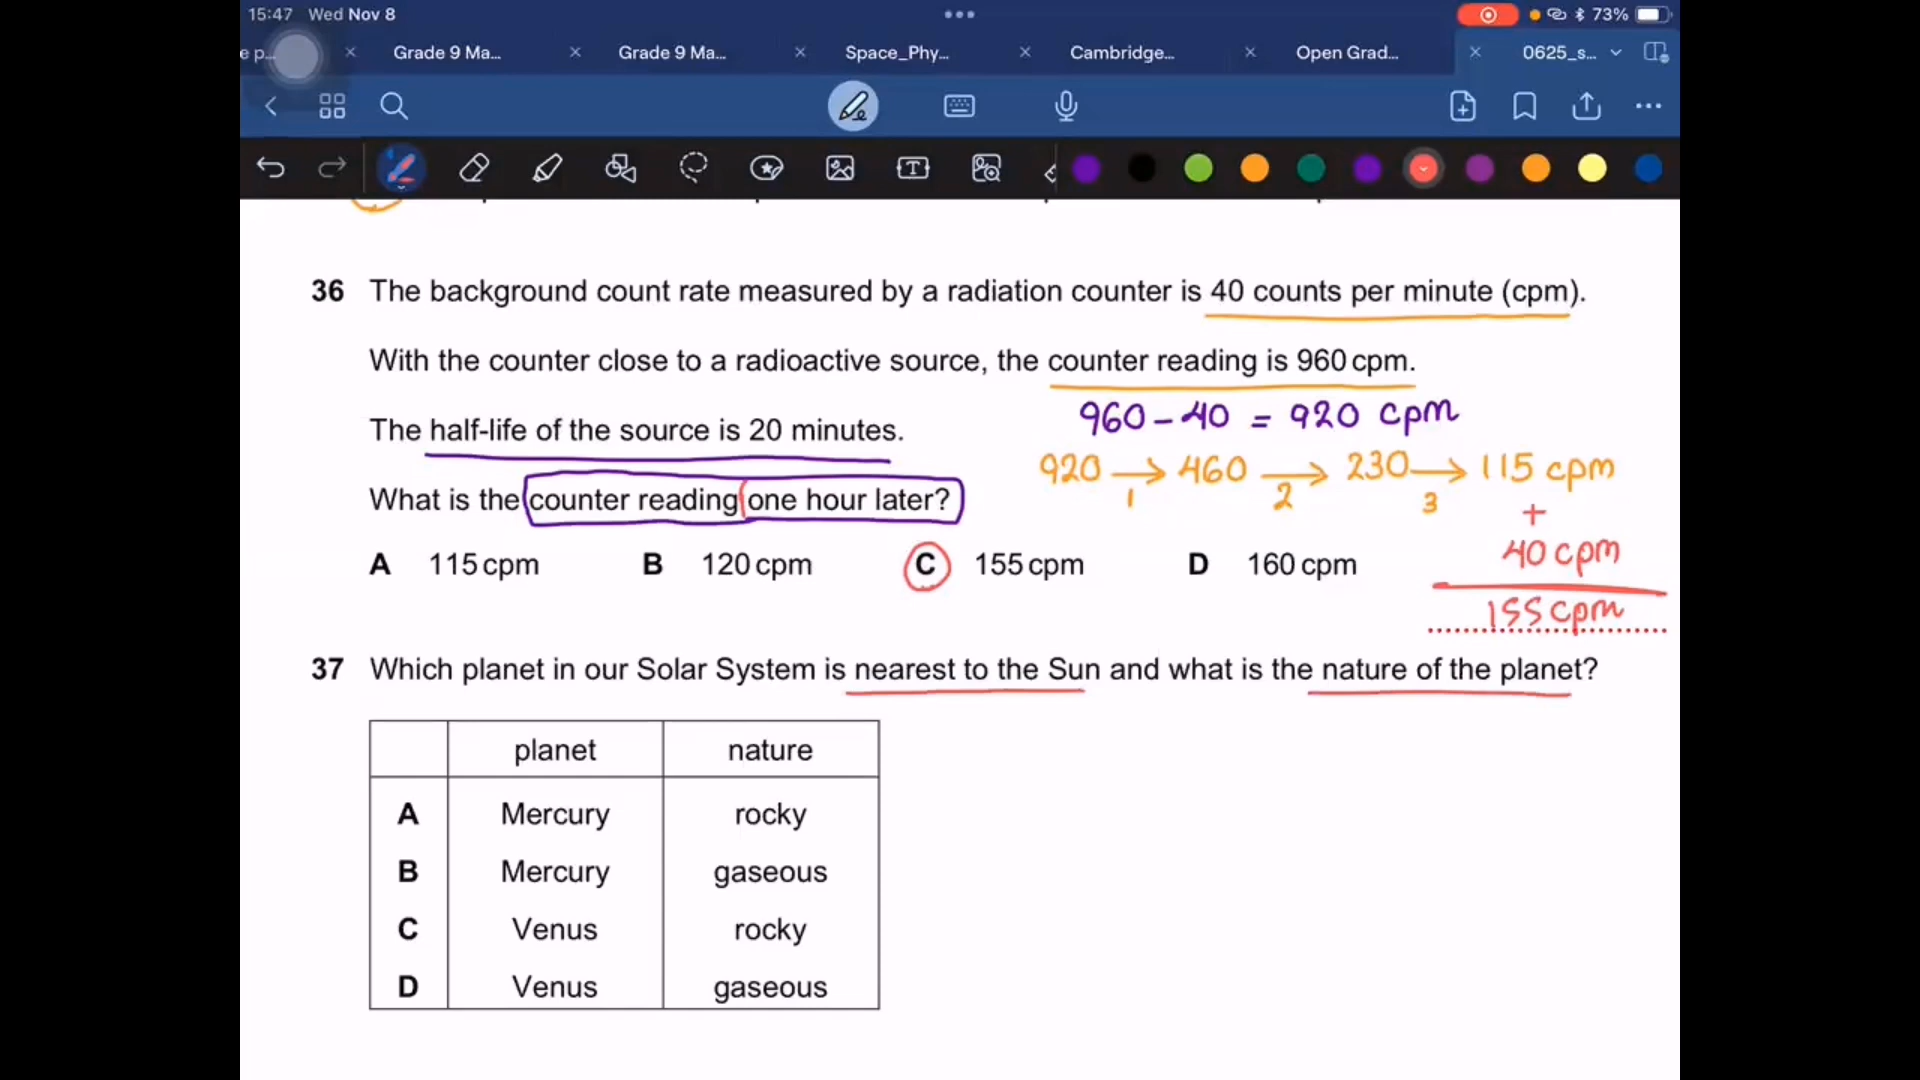 15:47 Wed Nov 8
73%
e p...
Grade 9 Ma...
Grade 9 Ma...
Space_Phy...
Cambridge...
Open Grad...
0625_s...
36 The background count rate measured by a radiation counter is 40 counts per minute (cpm).
With the counter close to a radioactive source, the counter reading is 960 cpm.
960 - 40 = 920 cpm
The half-life of the source is 20 minutes.
920 → 460 → 230 → 115 cpm
1 2 3
What is the counter reading one hour later?
+
40 cpm
A 115 cpm B 120 cpm C 155 cpm D 160 cpm
155 cpm
37 Which planet in our Solar System is nearest to the Sun and what is the nature of the planet?
planet nature
A Mercury rocky
B Mercury gaseous
C Venus rocky
D Venus gaseous